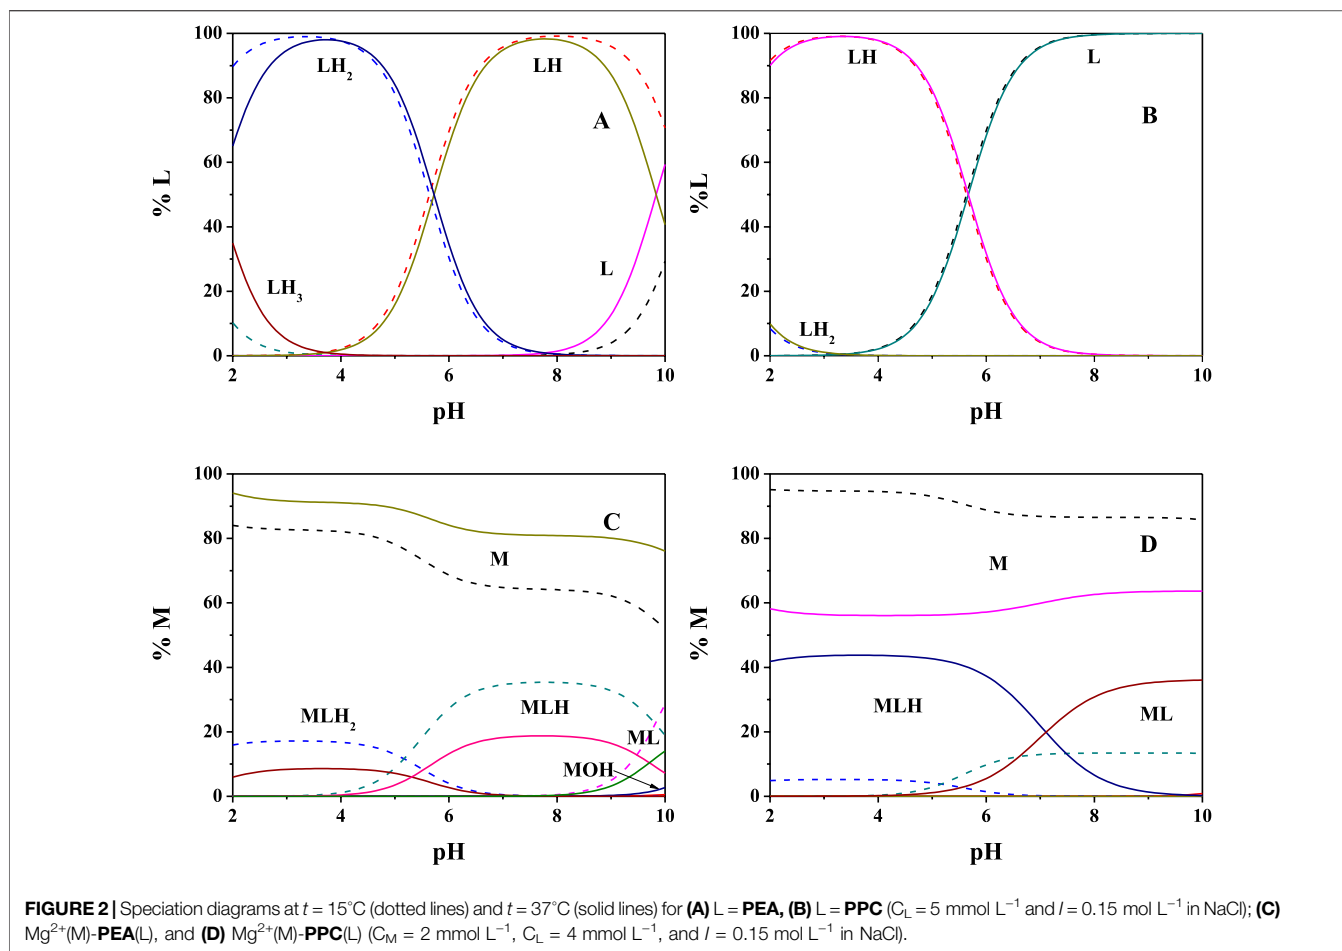 100
80
60
40
20
0
% L
LH2
LH
A
LH3
L
2
4
6
8
10
pH
100
80
60
40
20
0
%L
LH
L
B
LH2
2
4
6
8
10
pH
100
80
60
40
20
0
% M
C
M
MLH2
MLH
ML
MOH
2
4
6
8
10
pH
100
80
60
40
20
0
% M
D
M
MLH
ML
2
4
6
8
10
pH
FIGURE 2 | Speciation diagrams at t = 15°C (dotted lines) and t = 37°C (solid lines) for (A) L = PEA, (B) L = PPC (CL = 5 mmol L−1 and I = 0.15 mol L−1 in NaCl); (C)
Mg2+(M)-PEA(L), and (D) Mg2+(M)-PPC(L) (CM = 2 mmol L−1, CL = 4 mmol L−1, and I = 0.15 mol L−1 in NaCl).